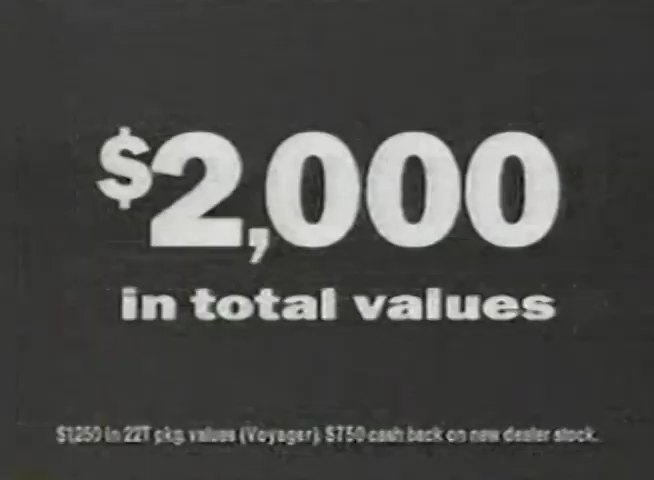 $2,000
in total values
$1,250 in 22T pkg. values (Voyager). $750 cash back on new dealer stock.